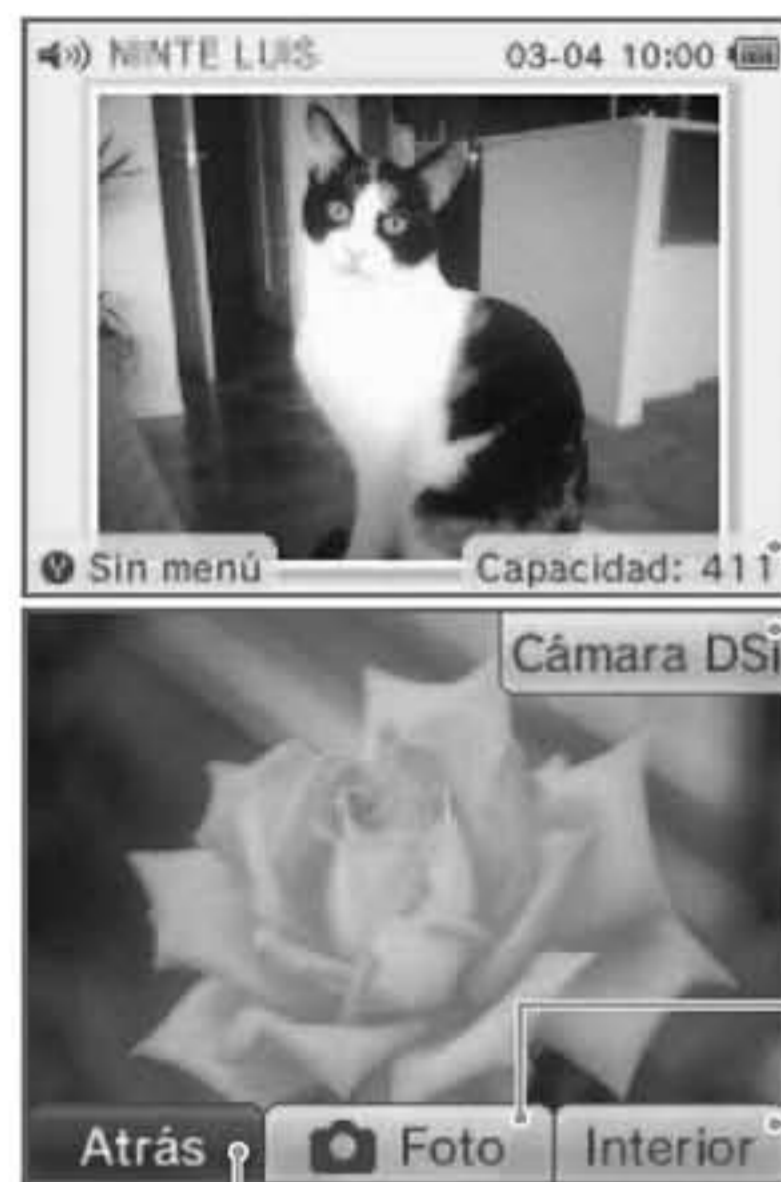 NINTE LUIS 03-04 10:00
Y Sin menú Capacidad: 411
Cámara DSi
Atrás Foto Interior